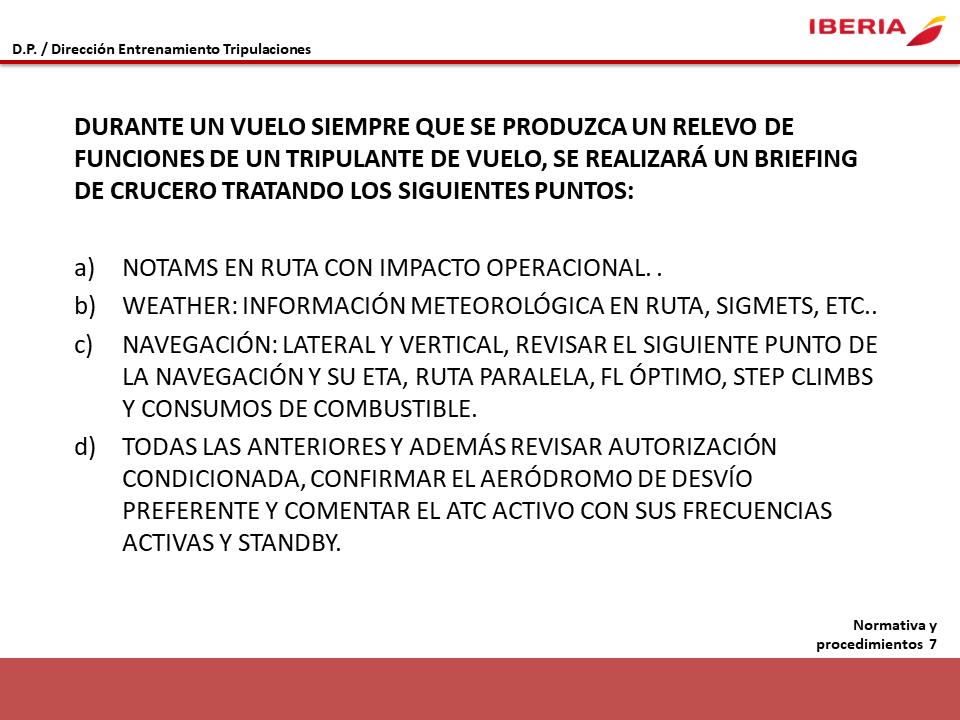 IBERIA
D.P. / Dirección Entrenamiento Tripulaciones
DURANTE UN VUELO SIEMPRE QUE SE PRODUZCA UN RELEVO DE
FUNCIONES DE UN TRIPULANTE DE VUELO, SE REALIZARÁ UN BRIEFING
DE CRUCERO TRATANDO LOS SIGUIENTES PUNTOS:
a) NOTAMS EN RUTA CON IMPACTO OPERACIONAL. .
b) WEATHER: INFORMACIÓN METEOROLÓGICA EN RUTA, SIGMETS, ETC..
c) NAVEGACIÓN: LATERAL Y VERTICAL, REVISAR EL SIGUIENTE PUNTO DE
LA NAVEGACIÓN Y SU ETA, RUTA PARALELA, FL ÓPTIMO, STEP CLIMBS
Y CONSUMOS DE COMBUSTIBLE.
d) TODAS LAS ANTERIORES Y ADEMÁS REVISAR AUTORIZACIÓN
CONDICIONADA, CONFIRMAR EL AERÓDROMO DE DESVÍO
PREFERENTE Y COMENTAR EL ATC ACTIVO CON SUS FRECUENCIAS
ACTIVAS Y STANDBY.
Normativa y
procedimientos 7